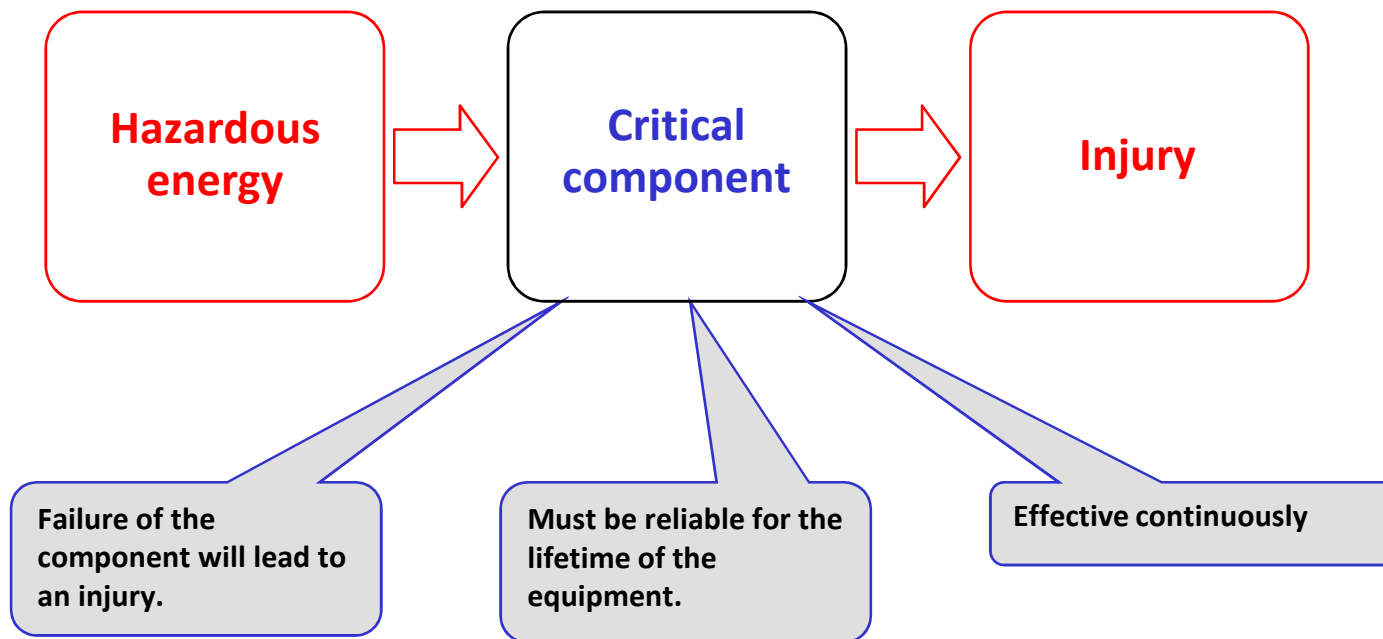 Hazardous
energy
Critical
component
Injury
Failure of the
component will lead to
an injury.
Must be reliable for the
lifetime of the
equipment.
Effective continuously